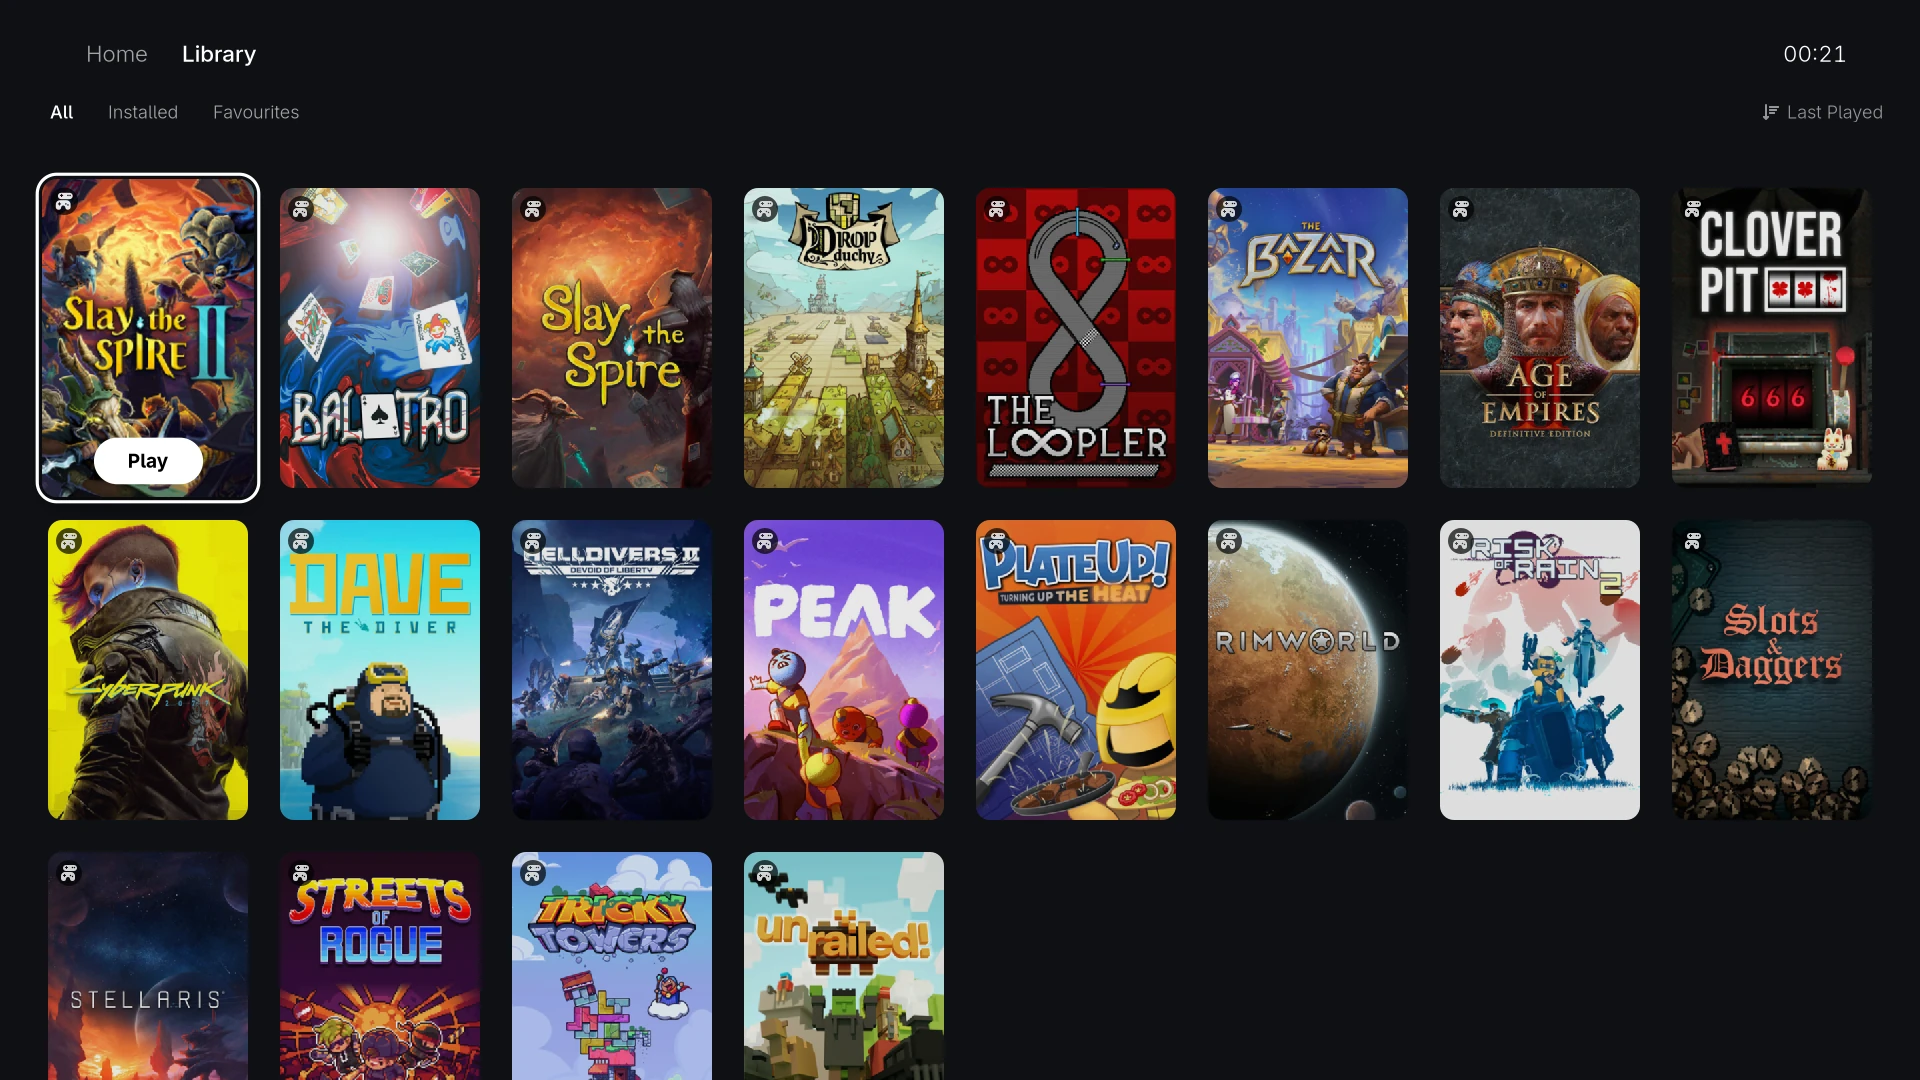 Home Library 00:21
All Installed Favourites Last Played
Slay the
SPIRE II
Play
BALATRO
Slay the
Spire
DROP
duchy
THE
LOOPLER
THE
BAZAAR
AGE
OF
EMPIRES
II
DEFINITIVE EDITION
CLOVER
PIT
666
CYBERPUNK
2077
DAVE
THE DIVER
HELLDIVERS II
DEVOID OF LIBERTY
PEAK
PLATEUP!
TURNING UP THE HEAT
RIMWORLD
RISK
OF RAIN 2
Slots
&
Daggers
STELLARIS
STREETS
OF
ROGUE
TRICKY
TOWERS
unrailed!